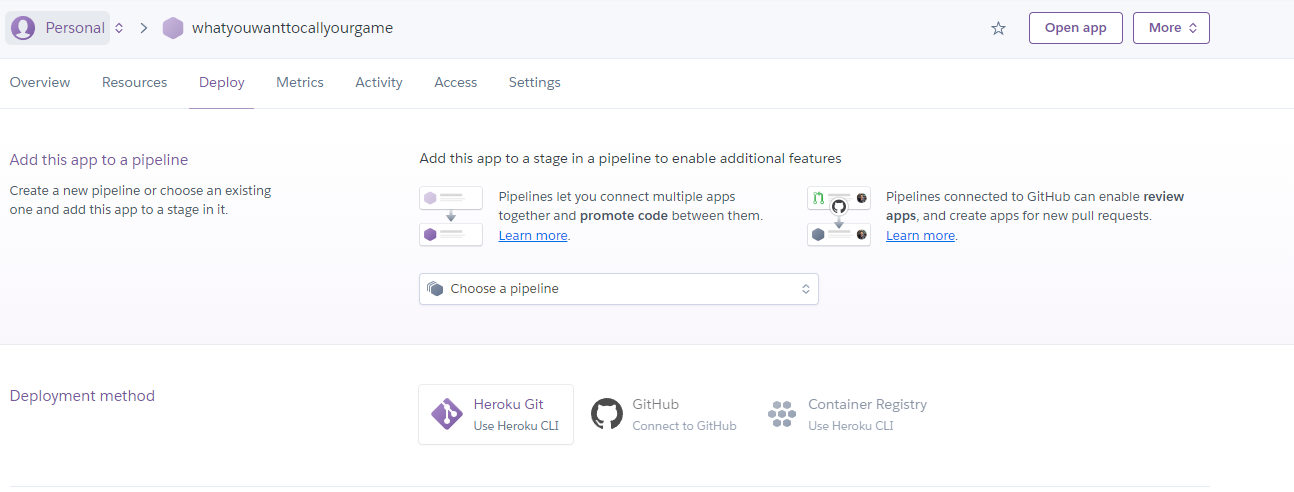 Personal whatyouwanttocallyourgame Open app More
Overview Resources Deploy Metrics Activity Access Settings
Add this app to a pipeline
Create a new pipeline or choose an existing
one and add this app to a stage in it.
Add this app to a stage in a pipeline to enable additional features
Pipelines let you connect multiple apps
together and promote code between them.
Learn more.
Pipelines connected to GitHub can enable review
apps, and create apps for new pull requests.
Learn more.
Choose a pipeline
Deployment method
Heroku Git
Use Heroku CLI
GitHub
Connect to GitHub
Container Registry
Use Heroku CLI